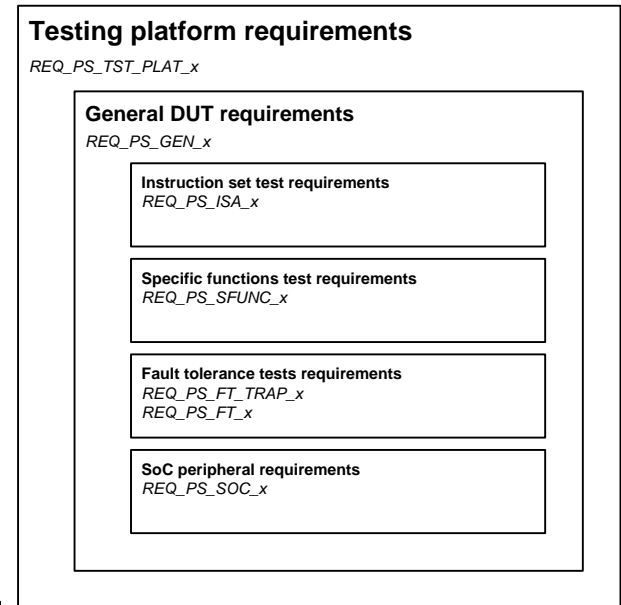 Testing platform requirements
REQ_PS_TST_PLAT_x
General DUT requirements
REQ_PS_GEN_x
Instruction set test requirements
REQ_PS_ISA_x
Specific functions test requirements
REQ_PS_SFUNC_x
Fault tolerance tests requirements
REQ_PS_FT_TRAP_x
REQ_PS_FT_x
SoC peripheral requirements
REQ_PS_SOC_x